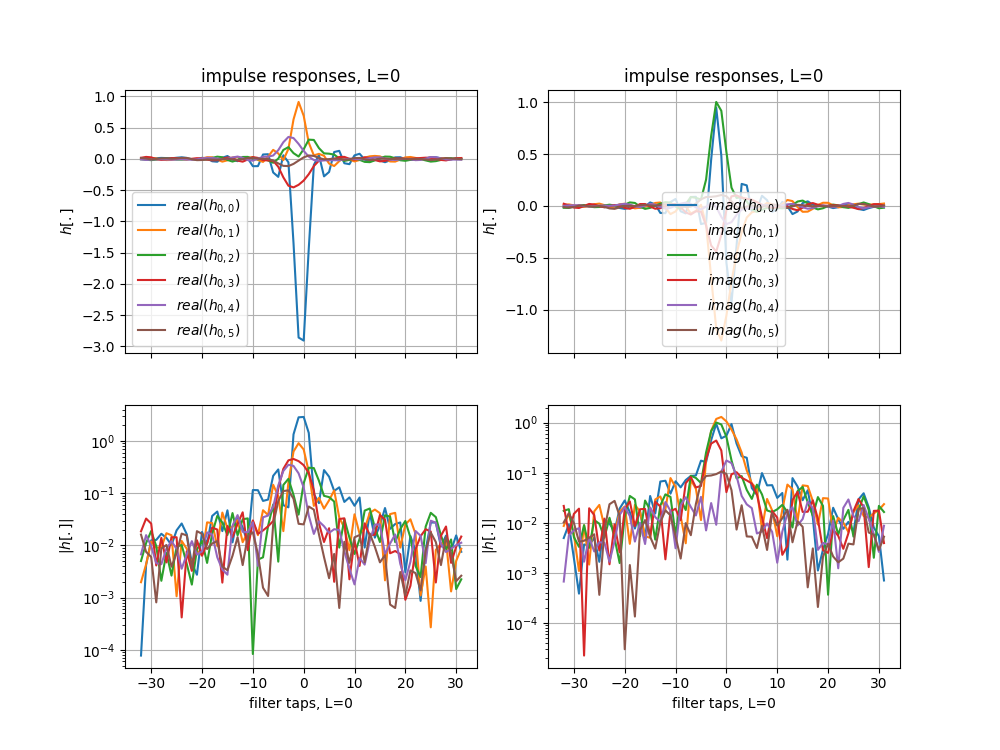 impulse responses, L=0
impulse responses, L=0
1.0
0.5
0.0
−0.5
−1.0
−1.5
−2.0
−2.5
−3.0
h[.]
real(h0,0)
real(h0,1)
real(h0,2)
real(h0,3)
real(h0,4)
real(h0,5)
1.0
0.5
0.0
−0.5
−1.0
h[.]
imag(h0,0)
imag(h0,1)
imag(h0,2)
imag(h0,3)
imag(h0,4)
imag(h0,5)
10^0
10^−1
10^−2
10^−3
10^−4
|h[.]|
−30 −20 −10 0 10 20 30
filter taps, L=0
10^0
10^−1
10^−2
10^−3
10^−4
|h[.]|
−30 −20 −10 0 10 20 30
filter taps, L=0